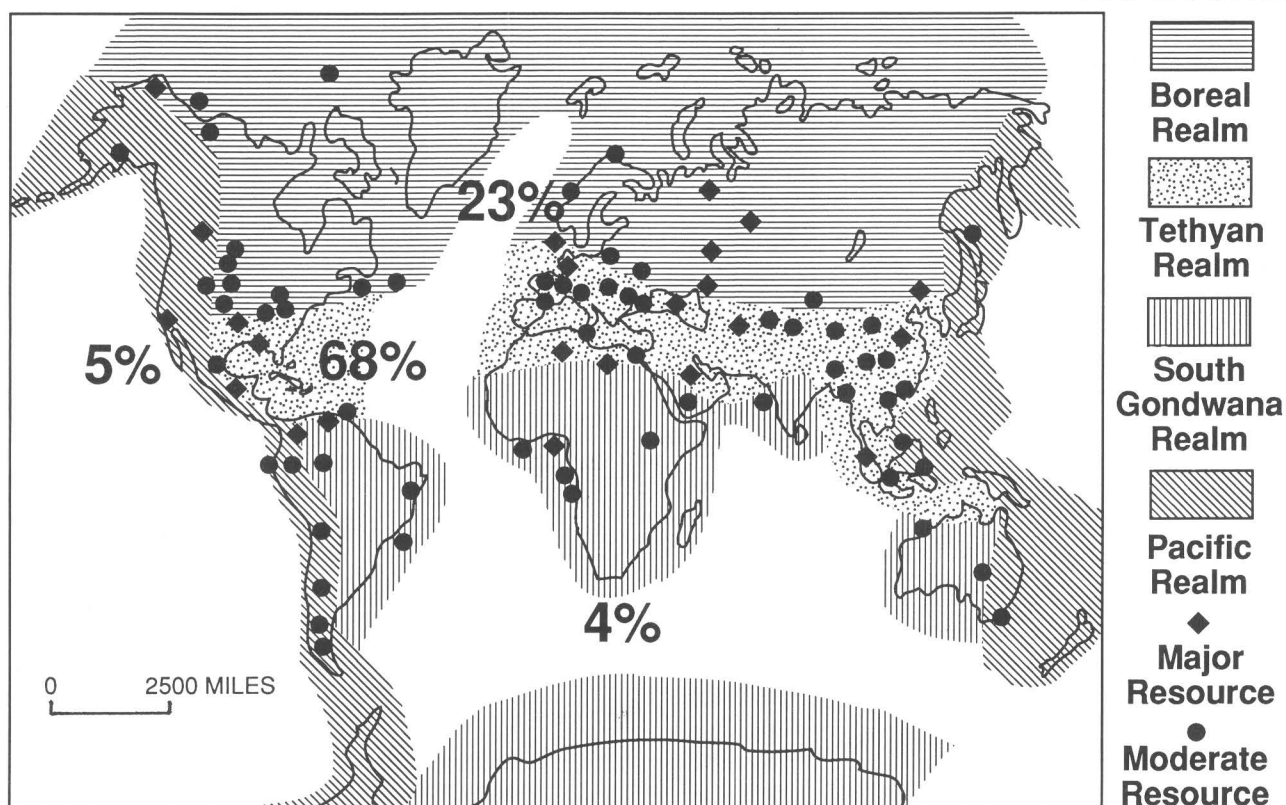 23%
5%
68%
4%
0 2500 MILES
Boreal
Realm
Tethyan
Realm
South
Gondwana
Realm
Pacific
Realm
Major
Resource
Moderate
Resource